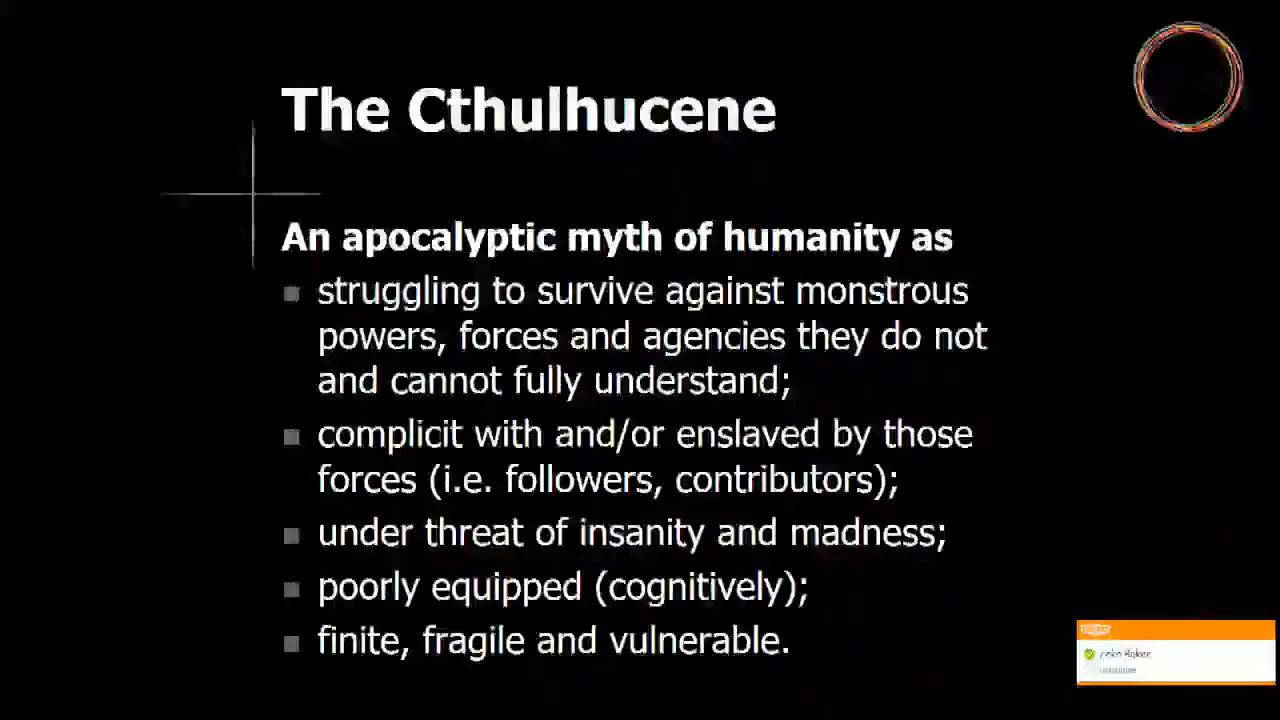 The Cthulhucene
An apocalyptic myth of humanity as
struggling to survive against monstrous
powers, forces and agencies they do not
and cannot fully understand;
complicit with and/or enslaved by those
forces (i.e. followers, contributors);
under threat of insanity and madness;
poorly equipped (cognitively);
finite, fragile and vulnerable.